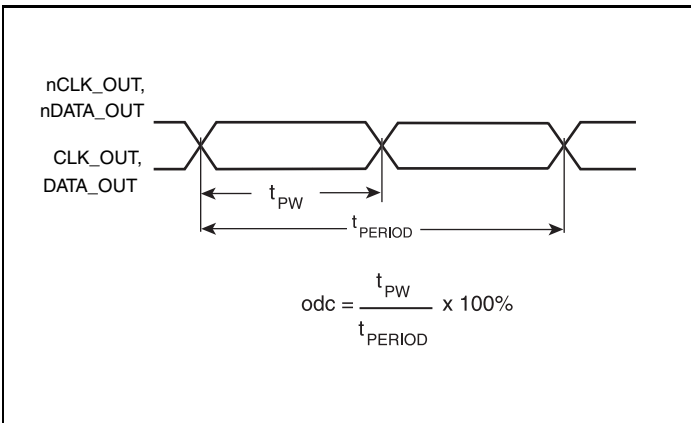 nCLK_OUT,
nDATA_OUT
CLK_OUT,
DATA_OUT
tPW
tPERIOD
odc = tPW / tPERIOD x 100%